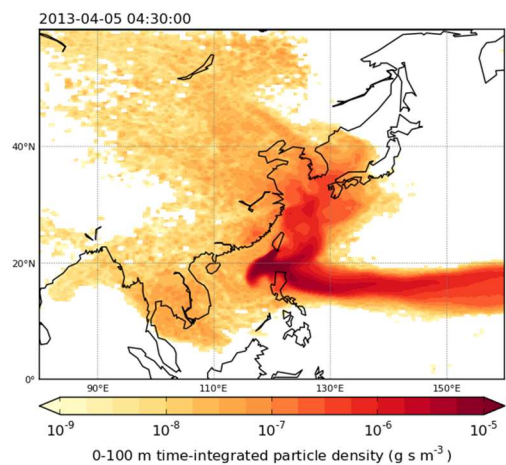 2013-04-05 04:30:00
40°N
20°N
0°
90°E 110°E 130°E 150°E
10⁻⁹ 10⁻⁸ 10⁻⁷ 10⁻⁶ 10⁻⁵
0-100 m time-integrated particle density (g s m⁻³)